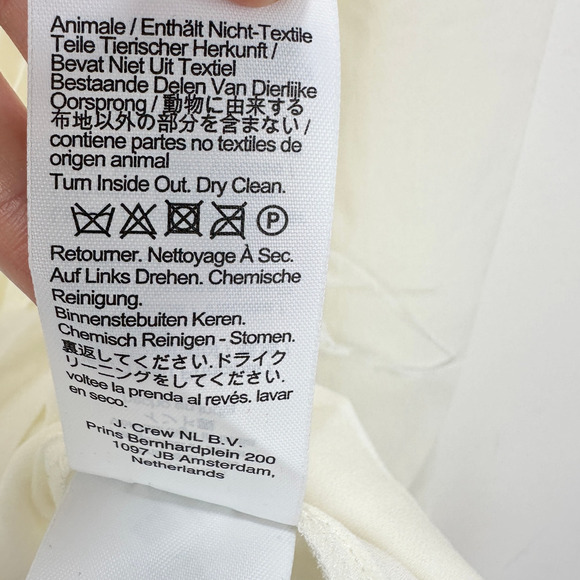 Animale / Enthält Nicht-Textile
Teile Tierischer Herkunft /
Bevat Niet Uit Textiel
Bestaande Delen Van Dierlijke
Oorsprong / 動物に由来する
布地以外の部分を含まない /
contiene partes no textiles de
origen animal
Turn Inside Out. Dry Clean.
P
Retourner. Nettoyage À Sec.
Auf Links Drehen. Chemische
Reinigung.
Binnenstebuiten Keren.
Chemisch Reinigen - Stomen.
裏返してください.ドライク
リーニングをしてください.
voltee la prenda al revés. lavar
en seco.
J. Crew NL B.V.
Prins Bernhardplein 200
1097 JB Amsterdam,
Netherlands